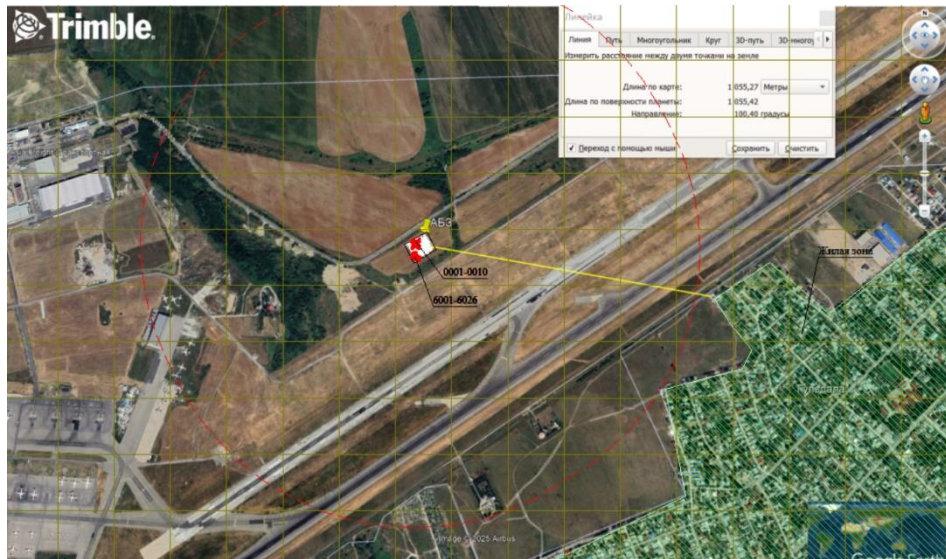 Trimble.
Линейка
Линия Путь Многоугольник Круг 3D-путь 3D-многоу
Измерить расстояние между двумя точками на земле
Длина по карте: 1 055,27 Метры
Длина по поверхности планеты: 1 055,42
Направление: 100,40 градусы
Переход с помощью мыши Сохранить Очистить
N
АБЗ
0001-0010
6001-6026
Жилая зона
Image © 2025 Airbus